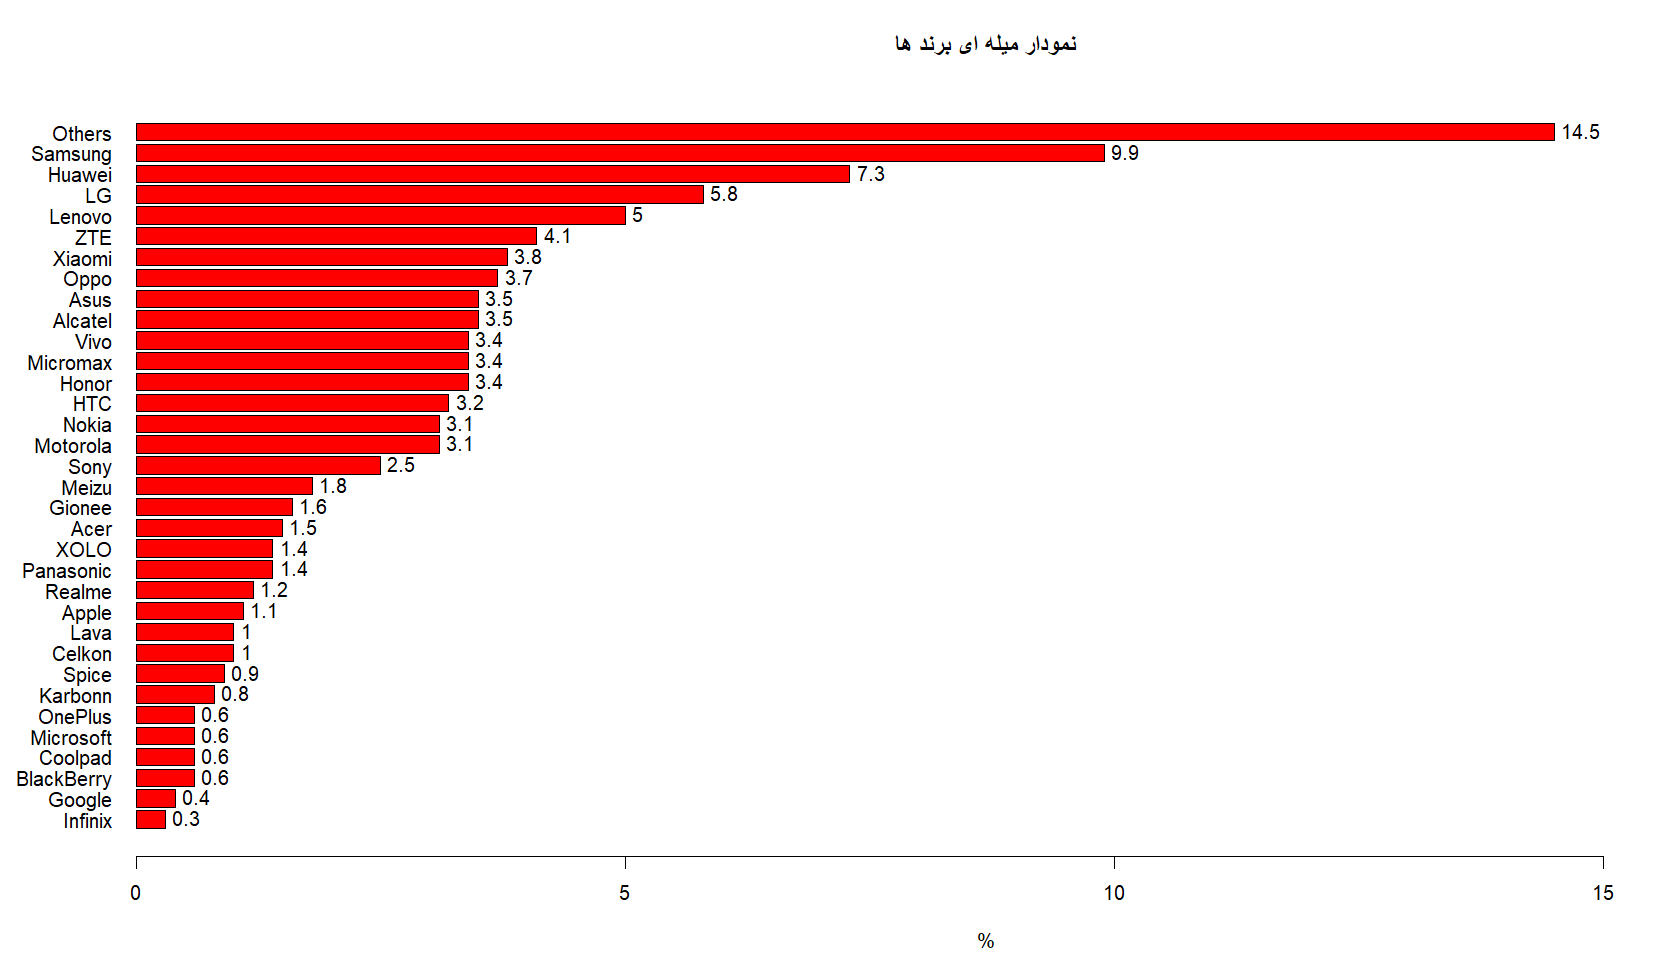 نمودار میله ای برند ها
Others 14.5
Samsung 9.9
Huawei 7.3
LG 5.8
Lenovo 5
ZTE 4.1
Xiaomi 3.8
Oppo 3.7
Asus 3.5
Alcatel 3.5
Vivo 3.4
Micromax 3.4
Honor 3.4
HTC 3.2
Nokia 3.1
Motorola 3.1
Sony 2.5
Meizu 1.8
Gionee 1.6
Acer 1.5
XOLO 1.4
Panasonic 1.4
Realme 1.2
Apple 1.1
Lava 1
Celkon 1
Spice 0.9
Karbonn 0.8
OnePlus 0.6
Microsoft 0.6
Coolpad 0.6
BlackBerry 0.6
Google 0.4
Infinix 0.3
0 5 10 15
%